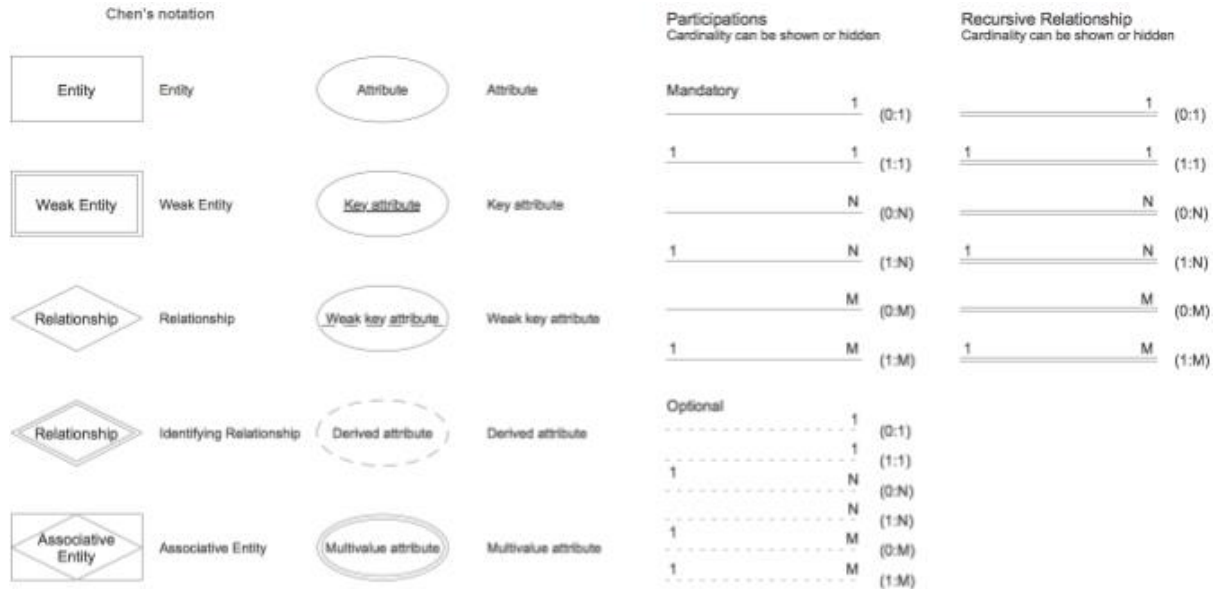 Chen's notation
Entity
Entity
Attribute
Attribute
Weak Entity
Weak Entity
Key attribute
Key attribute
Relationship
Relationship
Weak key attribute
Weak key attribute
Relationship
Identifying Relationship
Derived attribute
Derived attribute
Associative
Entity
Associative Entity
Multivalue attribute
Multivalue attribute
Participations
Cardinality can be shown or hidden
Mandatory
1 (0:1)
1 1 (1:1)
N (0:N)
1 N (1:N)
M (0:M)
1 M (1:M)
Optional
1 (0:1)
1 (1:1)
1
N (0:N)
N (1:N)
1
M (0:M)
1 M (1:M)
Recursive Relationship
Cardinality can be shown or hidden
1 (0:1)
1 1 (1:1)
N (0:N)
1 N (1:N)
M (0:M)
1 M (1:M)